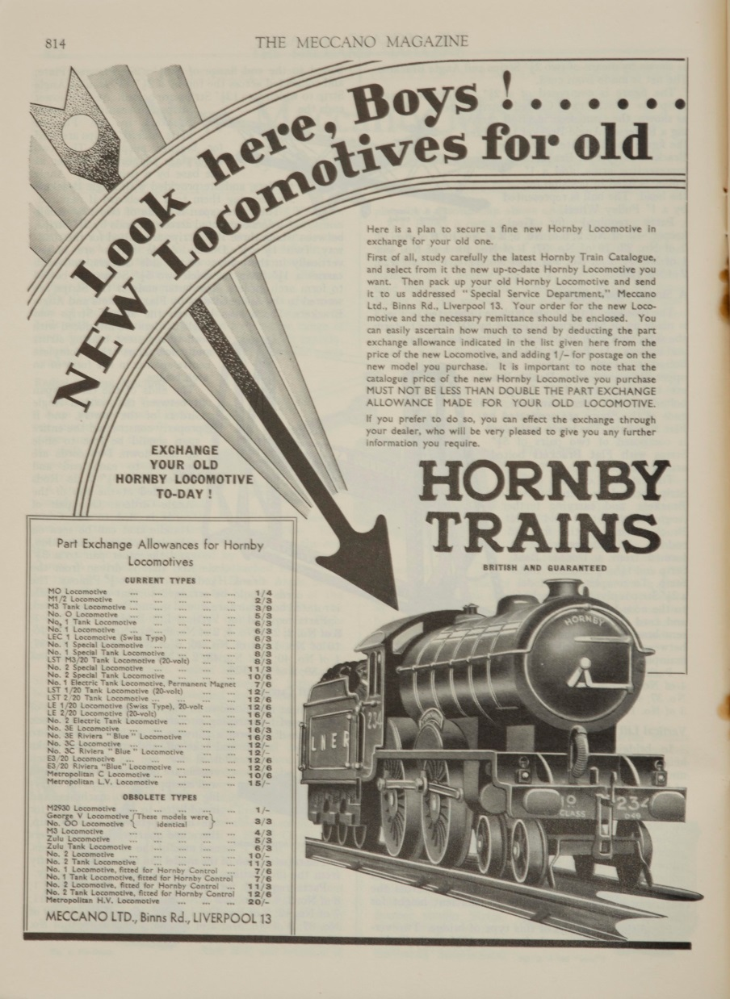 814
THE MECCANO MAGAZINE
Look here, Boys !.......
NEW Locomotives for old
Here is a plan to secure a fine new Hornby Locomotive in
exchange for your old one.
First of all, study carefully the latest Hornby Train Catalogue,
and select from it the new up-to-date Hornby Locomotive you
want. Then pack up your old Hornby Locomotive and send
it to us addressed "Special Service Department," Meccano
Ltd., Binns Rd., Liverpool 13. Your order for the new Loco-
motive and the necessary remittance should be enclosed. You
can easily ascertain how much to send by deducting the part
exchange allowance indicated in the list given here from the
price of the new Locomotive, and adding 1/- for postage on the
new model you purchase. It is important to note that the
catalogue price of the new Hornby Locomotive you purchase
MUST NOT BE LESS THAN DOUBLE THE PART EXCHANGE
ALLOWANCE MADE FOR YOUR OLD LOCOMOTIVE.
If you prefer to do so, you can effect the exchange through
your dealer, who will be very pleased to give you any further
information you require.
EXCHANGE
YOUR OLD
HORNBY LOCOMOTIVE
TO-DAY !
HORNBY
TRAINS
BRITISH AND GUARANTEED
Part Exchange Allowances for Hornby
Locomotives
CURRENT TYPES
MO Locomotive ... ... ... ... ... 1/4
M1/2 Locomotive ... ... ... ... ... 2/3
M3 Tank Locomotive ... ... ... ... ... 3/9
No. O Locomotive ... ... ... ... ... 5/3
No. 1 Tank Locomotive ... ... ... ... 6/3
No. 1 Locomotive ... ... ... ... ... 6/3
LEC 1 Locomotive (Swiss Type) ... ... ... 6/3
No. 1 Special Locomotive ... ... ... ... 8/3
No. 1 Special Tank Locomotive ... ... ... 8/3
LST M3/20 Tank Locomotive (20-volt) ... ... 8/3
No. 2 Special Locomotive ... ... ... ... 11/3
No. 2 Special Tank Locomotive ... ... ... 10/6
No. 1 Electric Tank Locomotive, Permanent Magnet 7/6
LST 1/20 Tank Locomotive (20-volt) ... ... 12/-
LST 2/20 Tank Locomotive ... ... ... ... 12/6
LE 1/20 Locomotive (Swiss Type), 20-volt ... ... 12/6
LE 2/20 Locomotive (20-volt) ... ... ... 16/6
No. 2 Electric Tank Locomotive ... ... ... 15/-
No. 3E Locomotive ... ... ... ... ... 16/3
No. 3E Riviera "Blue" Locomotive ... ... 16/3
No. 3C Locomotive ... ... ... ... ... 12/-
No. 3C Riviera "Blue" Locomotive ... ... 12/-
E3/20 Locomotive ... ... ... ... ... 12/6
E3/20 Riviera "Blue" Locomotive ... ... ... 12/6
Metropolitan C Locomotive ... ... ... ... 10/6
Metropolitan L.V. Locomotive ... ... ... 15/-
OBSOLETE TYPES
M2930 Locomotive ... ... ... ... ... 1/-
George V Locomotive { These models were }
No. OO Locomotive { identical } ... 3/3
M3 Locomotive ... ... ... ... ... 4/3
Zulu Locomotive ... ... ... ... ... 5/3
Zulu Tank Locomotive ... ... ... ... 6/3
No. 2 Locomotive ... ... ... ... ... 10/-
No. 2 Tank Locomotive ... ... ... ... 11/3
No. 1 Locomotive, fitted for Hornby Control ... 7/6
No. 1 Tank Locomotive, fitted for Hornby Control 7/6
No. 2 Locomotive, fitted for Hornby Control ... 11/3
No. 2 Tank Locomotive, fitted for Hornby Control 12/6
Metropolitan H.V. Locomotive ... ... ... 20/-
MECCANO LTD., Binns Rd., LIVERPOOL 13
HORNBY
234
LNER
10 234
CLASS